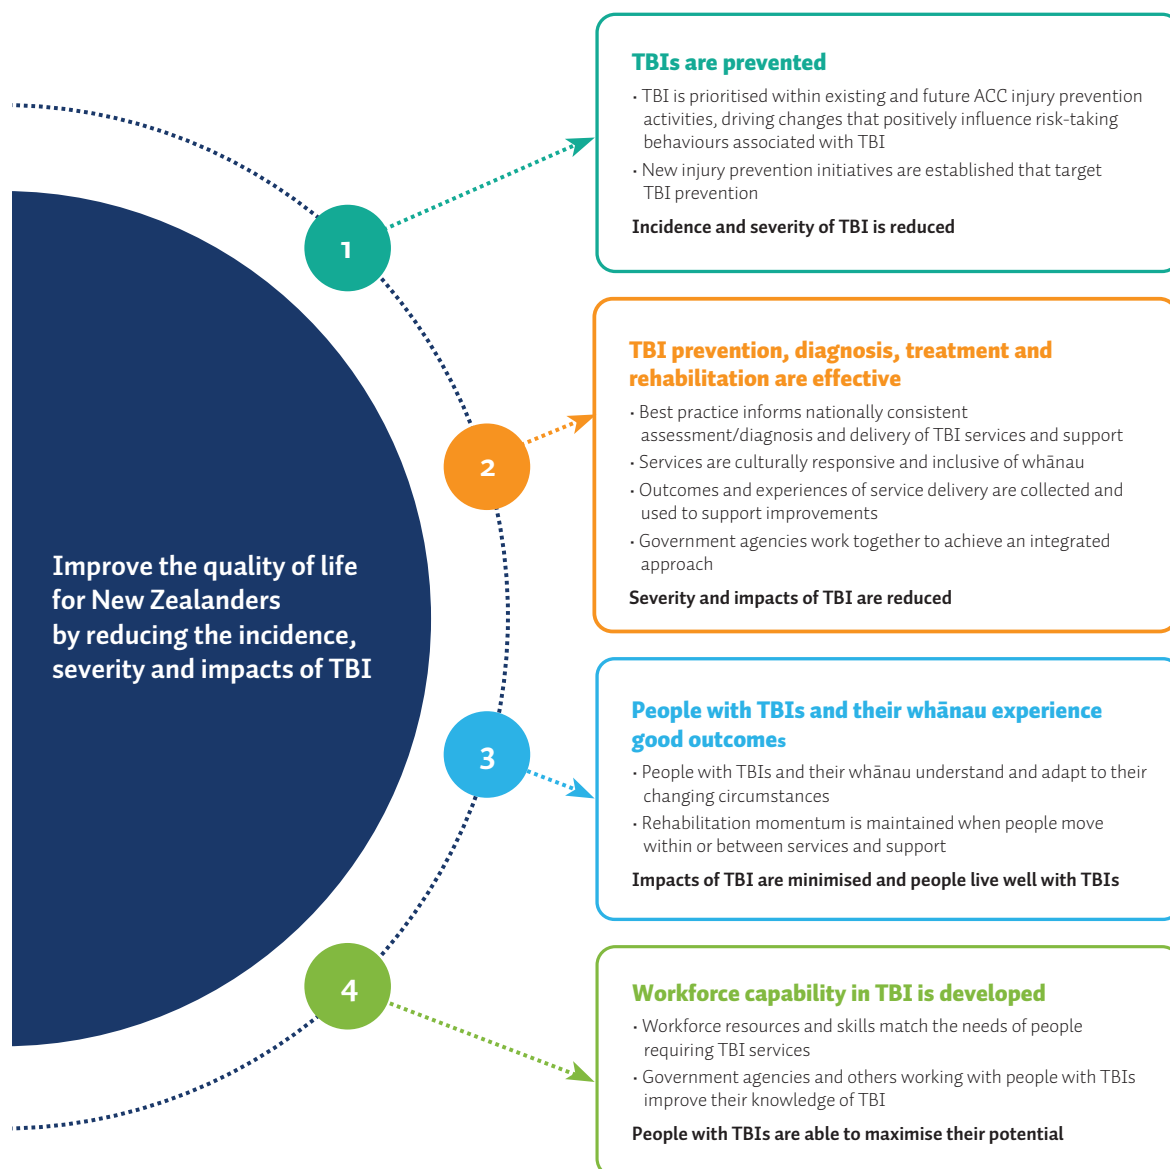 TBIs are prevented
• TBI is prioritised within existing and future ACC injury prevention
activities, driving changes that positively influence risk-taking
behaviours associated with TBI
• New injury prevention initiatives are established that target
TBI prevention
Incidence and severity of TBI is reduced
1
TBI prevention, diagnosis, treatment and
rehabilitation are effective
• Best practice informs nationally consistent
assessment/diagnosis and delivery of TBI services and support
• Services are culturally responsive and inclusive of whānau
• Outcomes and experiences of service delivery are collected and
used to support improvements
• Government agencies work together to achieve an integrated
approach
Severity and impacts of TBI are reduced
2
Improve the quality of life
for New Zealanders
by reducing the incidence,
severity and impacts of TBI
People with TBIs and their whānau experience
good outcomes
• People with TBIs and their whānau understand and adapt to their
changing circumstances
• Rehabilitation momentum is maintained when people move
within or between services and support
Impacts of TBI are minimised and people live well with TBIs
3
Workforce capability in TBI is developed
• Workforce resources and skills match the needs of people
requiring TBI services
• Government agencies and others working with people with TBIs
improve their knowledge of TBI
People with TBIs are able to maximise their potential
4